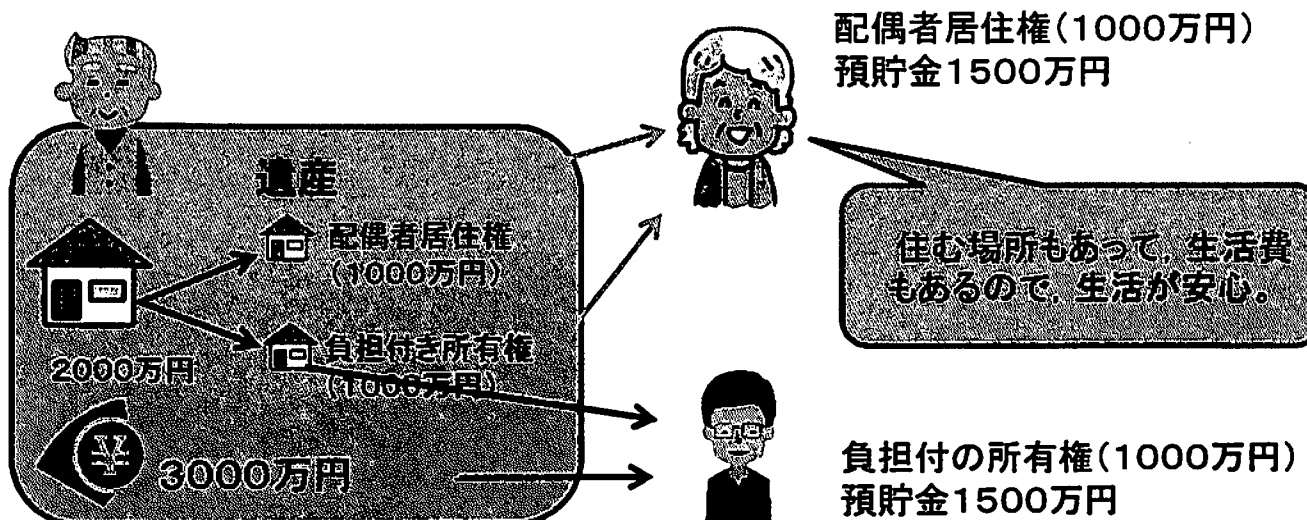 配偶者居住権(1000万円)
預貯金1500万円
遺産
配偶者居住権
(1000万円)
住む場所もあって,生活費
もあるので,生活が安心。
負担付き所有権
(1000万円)
2000万円
¥
3000万円
負担付の所有権(1000万円)
預貯金1500万円